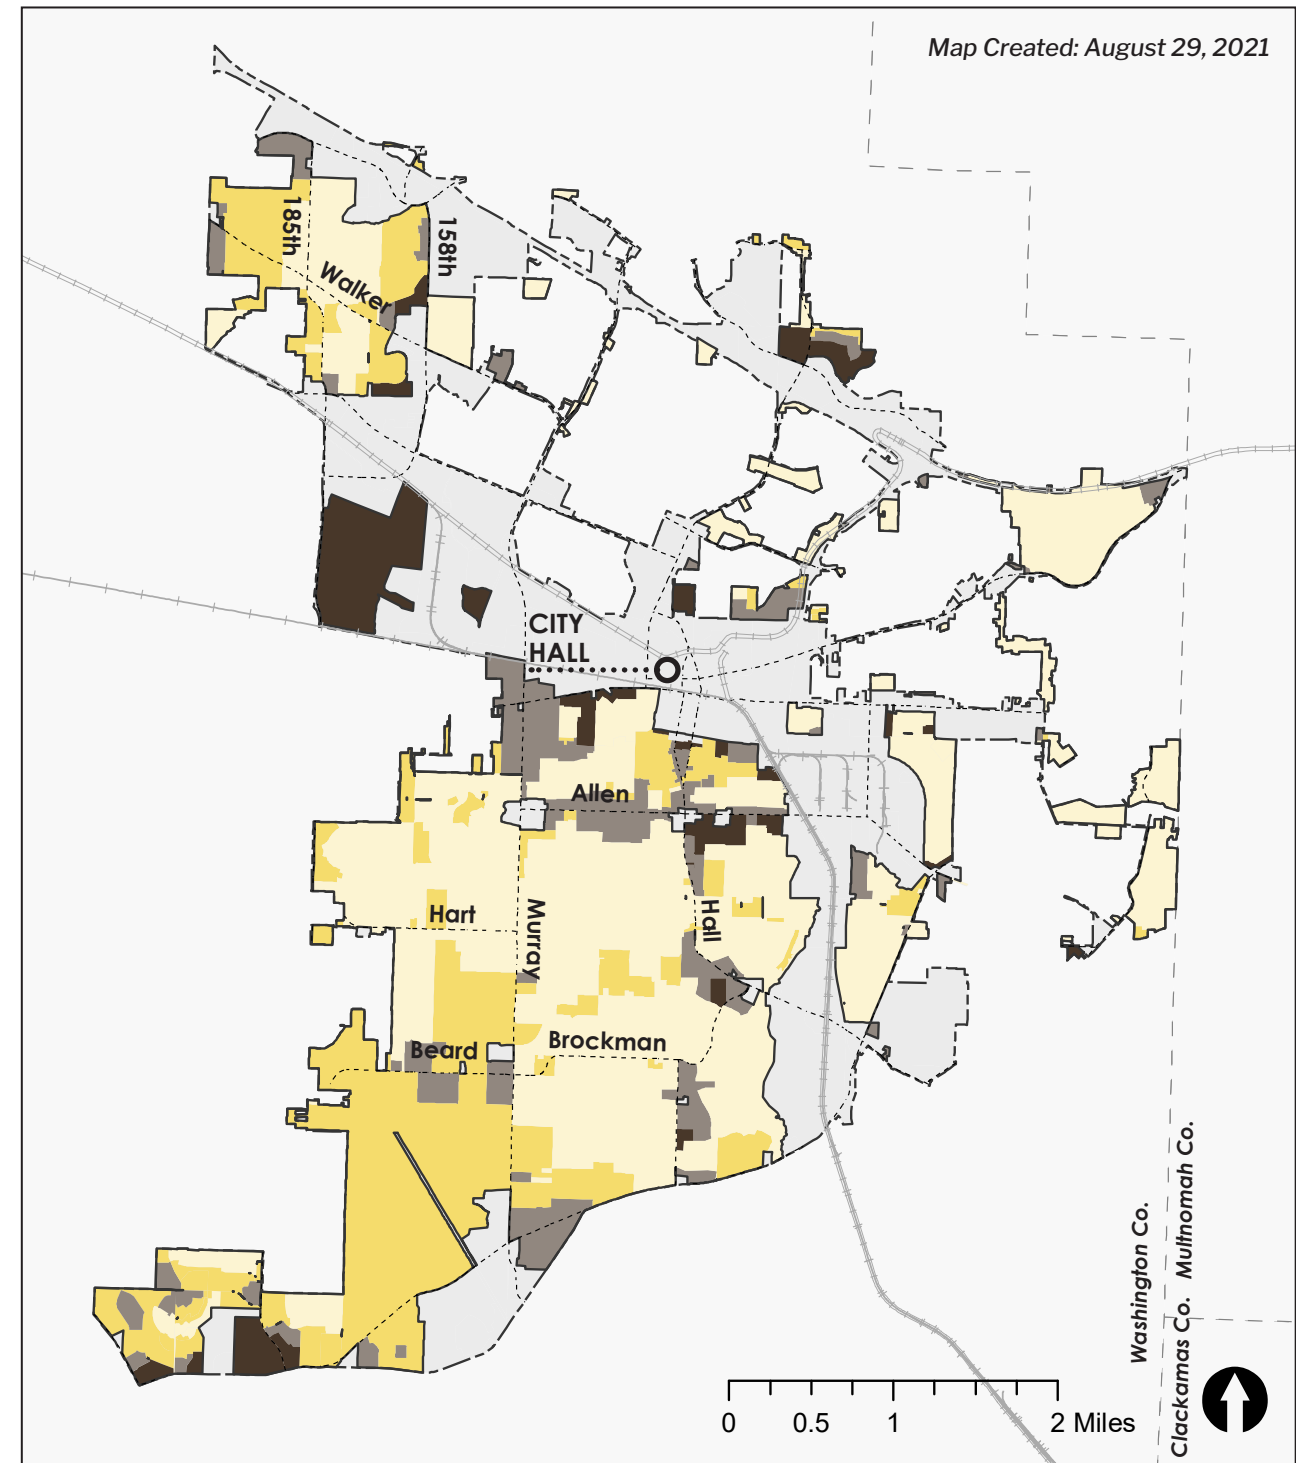 Map Created: August 29, 2021
185th
158th
Walker
CITY
HALL
Allen
Hart
Murray
Hall
Beard
Brockman
Washington Co.
Clackamas Co. Multnomah Co.
0 0.5 1 2 Miles